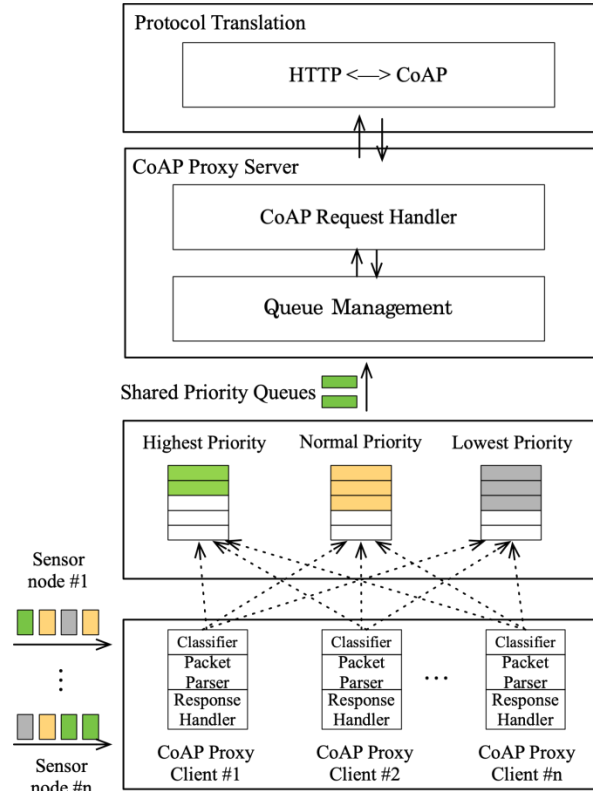 Protocol Translation
HTTP <—> CoAP
CoAP Proxy Server
CoAP Request Handler
Queue Management
Shared Priority Queues
Highest Priority
Normal Priority
Lowest Priority
Sensor
node #1
⋮
Sensor
node #n
Classifier
Packet
Parser
Response
Handler
CoAP Proxy
Client #1
Classifier
Packet
Parser
Response
Handler
CoAP Proxy
Client #2
...
Classifier
Packet
Parser
Response
Handler
CoAP Proxy
Client #n